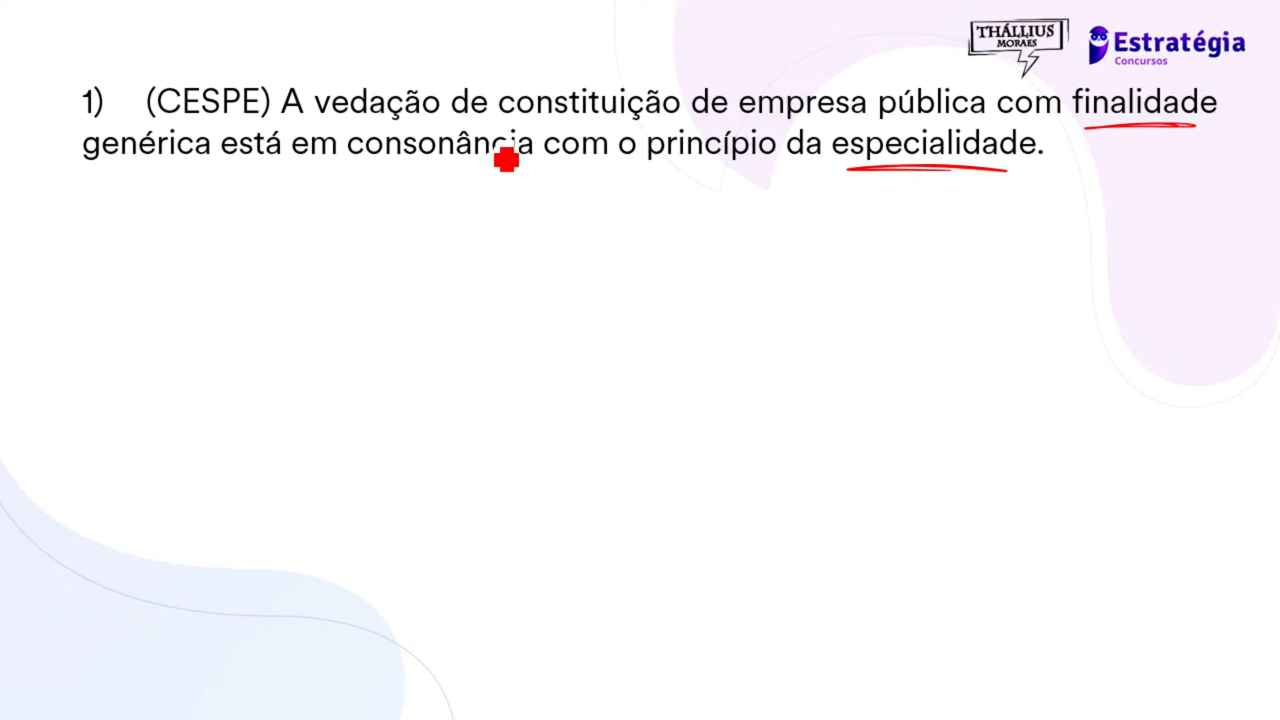 THÁLLIUS
MORAES
Estratégia
Concursos
1) (CESPE) A vedação de constituição de empresa pública com finalidade
genérica está em consonância com o princípio da especialidade.